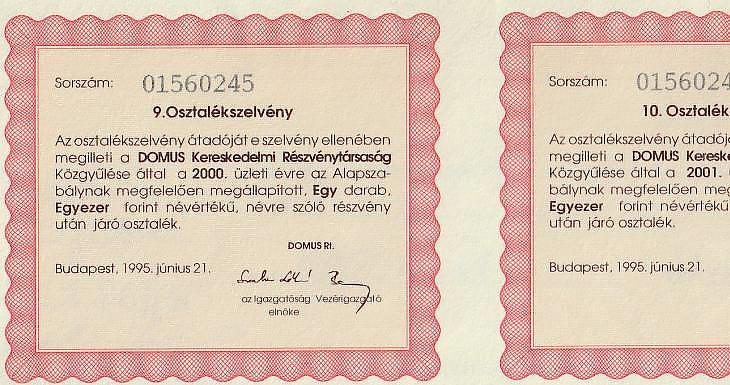 Sorszám: 01560245
9.Osztalékszelvény
Az osztalékszelvény átadóját e szelvény ellenében
megilleti a DOMUS Kereskedelmi Részvénytársaság
Közgyűlése által a 2000. üzleti évre az Alapsza-
bálynak megfelelően megállapított, Egy darab,
Egyezer forint névértékű, névre szóló részvény
után járó osztalék.
DOMUS Rt.
Budapest, 1995. június 21.
az Igazgatóság Vezérigazgató
elnöke
Sorszám: 0156024
10. Osztalék
Az osztalékszelvény átadój
megilleti a DOMUS Keresk
Közgyűlése által a 2001.
bálynak megfelelően meg
Egyezer forint névértékű
után járó osztalék.
Budapest, 1995. június 21.